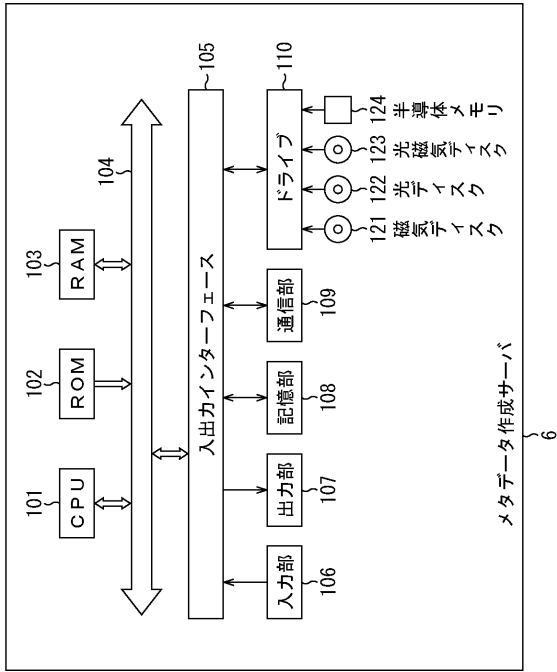 101
CPU
102
ROM
103
RAM
104
105
入出力インターフェース
入力部
106
出力部
107
記憶部
108
通信部
109
110
ドライブ
121
磁気ディスク
122
光ディスク
123
光磁気ディスク
124
半導体メモリ
メタデータ作成サーバ
6